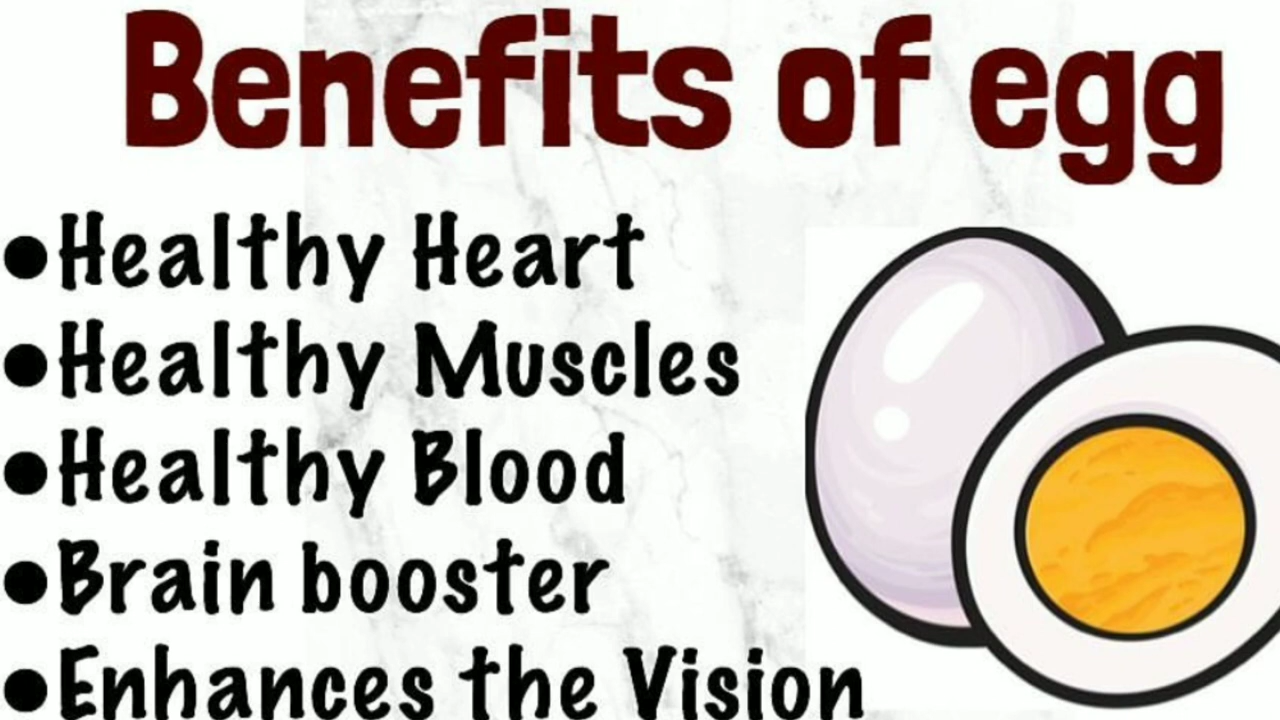 Benefits of egg
•Healthy Heart
•Healthy Muscles
•Healthy Blood
•Brain booster
•Enhances the Vision